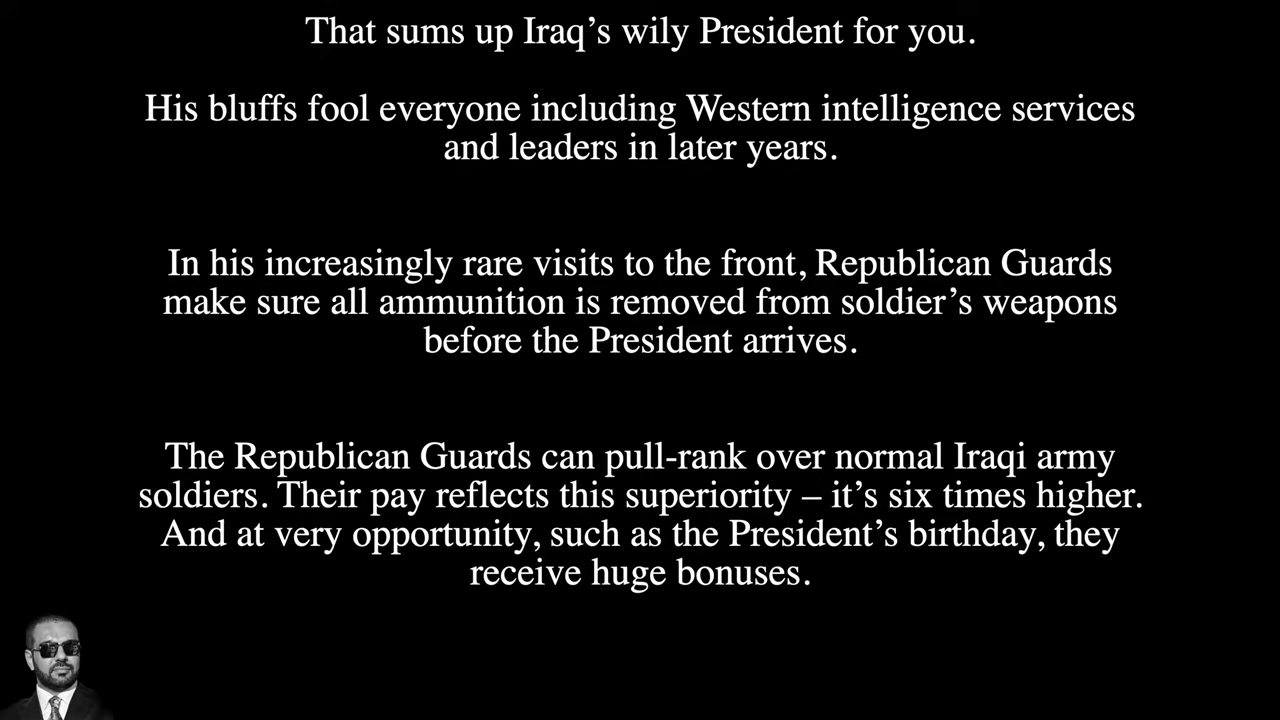 That sums up Iraq’s wily President for you.
His bluffs fool everyone including Western intelligence services
and leaders in later years.
In his increasingly rare visits to the front, Republican Guards
make sure all ammunition is removed from soldier’s weapons
before the President arrives.
The Republican Guards can pull-rank over normal Iraqi army
soldiers. Their pay reflects this superiority – it’s six times higher.
And at very opportunity, such as the President’s birthday, they
receive huge bonuses.